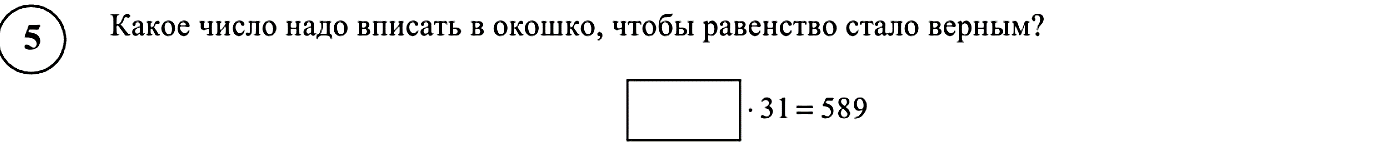 5 Какое число надо вписать в окошко, чтобы равенство стало верным?
· 31 = 589